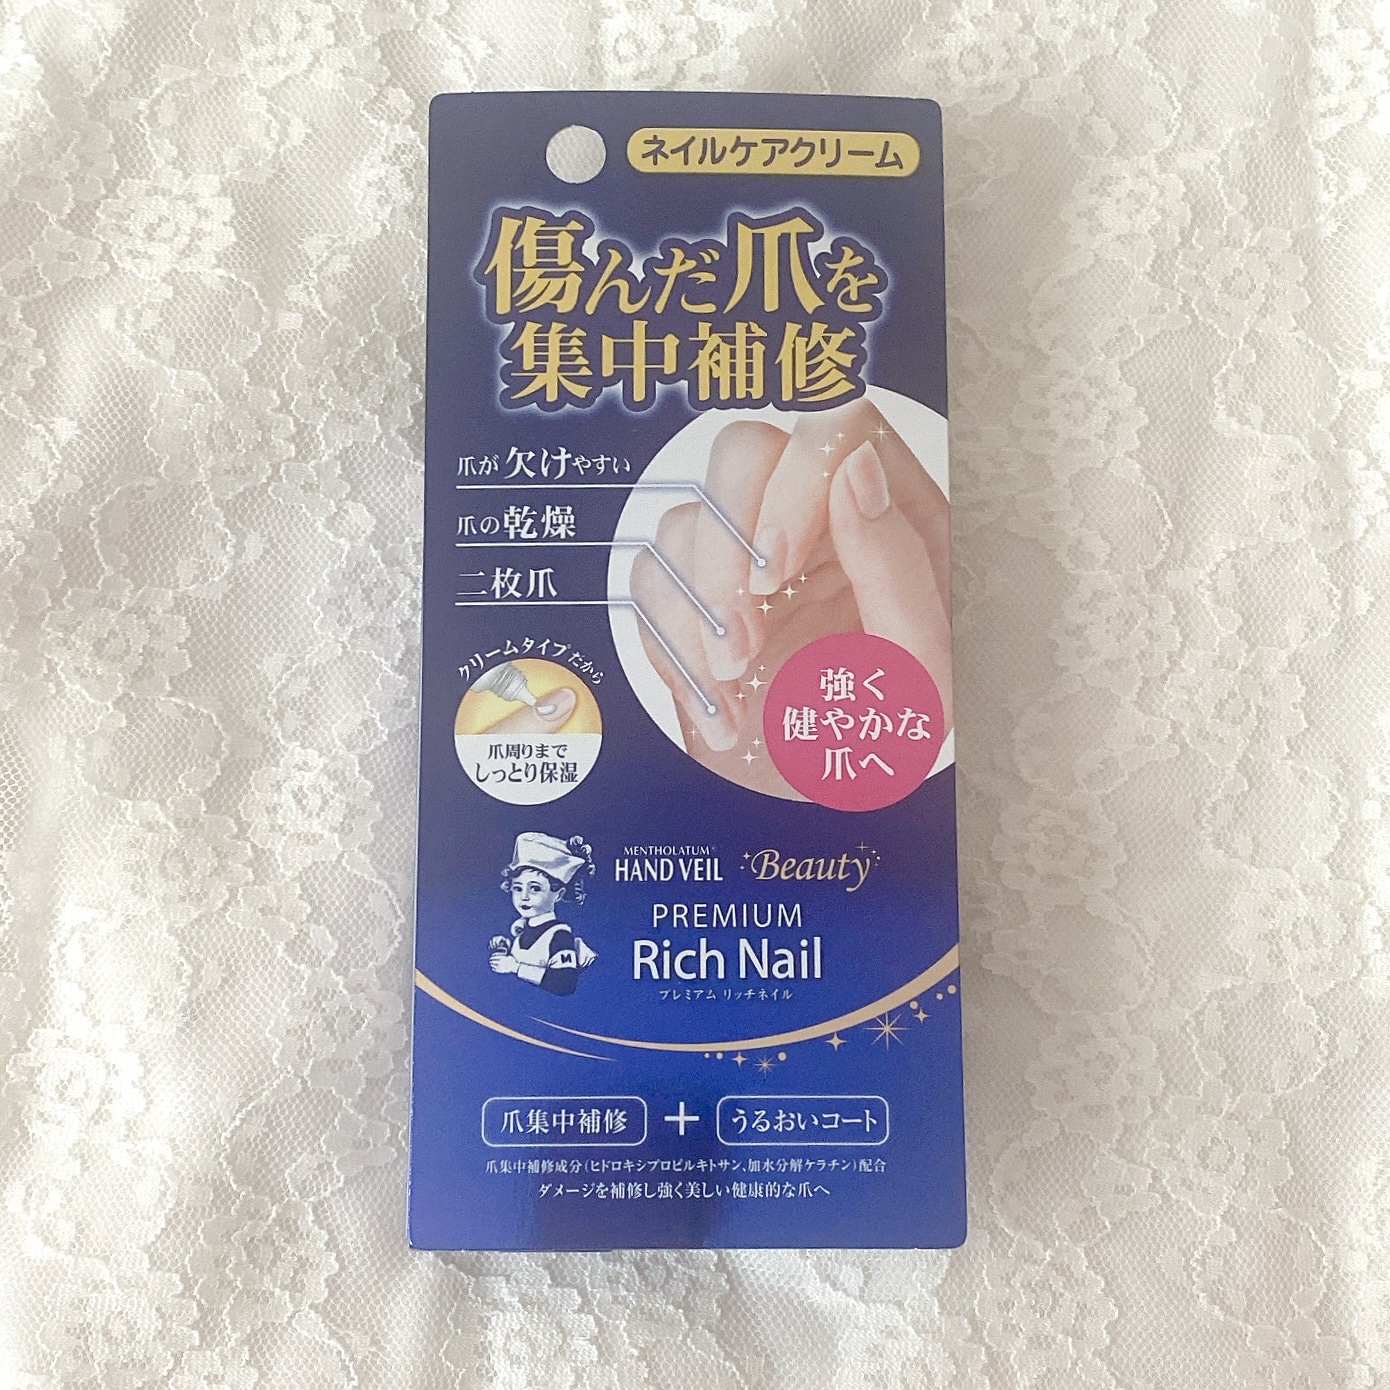 ネイルケアクリーム
傷んだ爪を
集中補修
爪が欠けやすい
爪の乾燥
二枚爪
クリームタイプだから
爪周りまで
しっとり保湿
強く
健やかな
爪へ
MENTHOLATUM®
HAND VEIL Beauty
PREMIUM
Rich Nail
プレミアム リッチネイル
爪集中補修 + うるおいコート
爪集中補修成分(ヒドロキシプロピルキトサン、加水分解ケラチン)配合
ダメージを補修し強く美しい健康的な爪へ